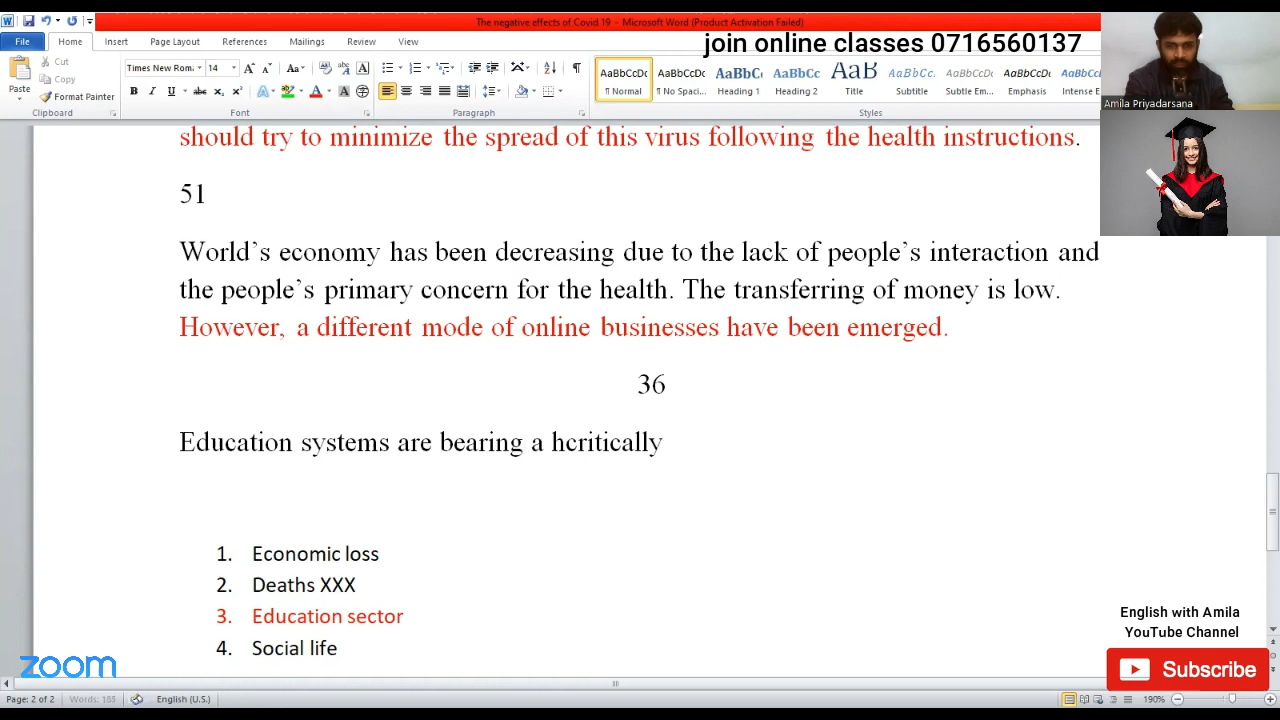 The negative effects of Covid 19 - Microsoft Word (Product Activation Failed)
File Home Insert Page Layout References Mailings Review View
join online classes 0716560137
Cut
Copy
Paste
Format Painter
Times New Rom 14
AaBbCcDc AaBbCcDc AaBbC AaBbCc AaB AaBbCc. AaBbCcDc AaBbCcDc AaBbCcDc
¶ Normal ¶ No Spaci... Heading 1 Heading 2 Title Subtitle Subtle Em... Emphasis Intense E
Clipboard Font Paragraph Styles
Amila Priyadarsana
should try to minimize the spread of this virus following the health instructions.
51
World’s economy has been decreasing due to the lack of people’s interaction and
the people’s primary concern for the health. The transferring of money is low.
However, a different mode of online businesses have been emerged.
36
Education systems are bearing a hcritically
1. Economic loss
2. Deaths XXX
3. Education sector
4. Social life
English with Amila
YouTube Channel
Subscribe
zoom
Page: 2 of 2 Words: 185 English (U.S.) 190%